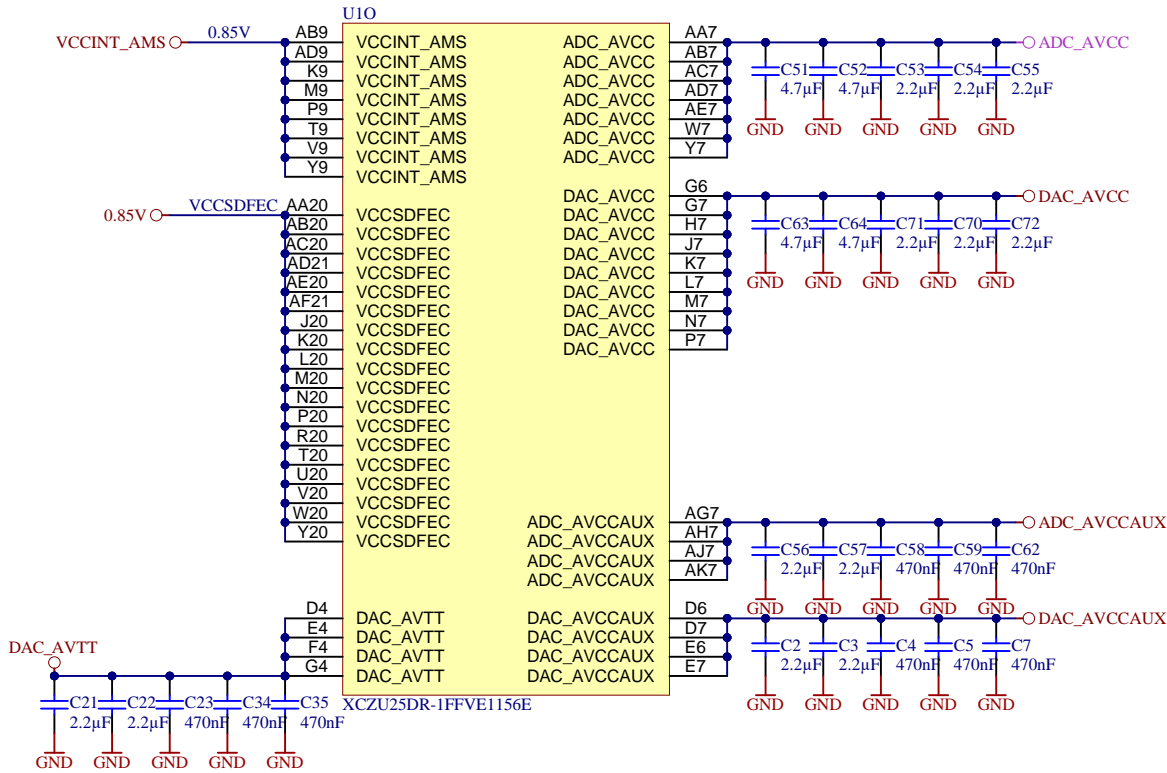 U1O
VCCINT_AMS 0.85V AB9 VCCINT_AMS ADC_AVCC AA7 ADC_AVCC
AD9 VCCINT_AMS ADC_AVCC AB7
K9 VCCINT_AMS ADC_AVCC AC7 C51 C52 C53 C54 C55
M9 VCCINT_AMS ADC_AVCC AD7 4.7µF 4.7µF 2.2µF 2.2µF 2.2µF
P9 VCCINT_AMS ADC_AVCC AE7
T9 VCCINT_AMS ADC_AVCC W7 GND GND GND GND GND
V9 VCCINT_AMS ADC_AVCC Y7
Y9 VCCINT_AMS
DAC_AVCC G6 DAC_AVCC
0.85V VCCSDFEC AA20 VCCSDFEC DAC_AVCC G7
AB20 VCCSDFEC DAC_AVCC H7 C63 C64 C71 C70 C72
AC20 VCCSDFEC DAC_AVCC J7 4.7µF 4.7µF 2.2µF 2.2µF 2.2µF
AD21 VCCSDFEC DAC_AVCC K7
AE20 VCCSDFEC DAC_AVCC L7 GND GND GND GND GND
AF21 VCCSDFEC DAC_AVCC M7
J20 VCCSDFEC DAC_AVCC N7
K20 VCCSDFEC DAC_AVCC P7
L20 VCCSDFEC
M20 VCCSDFEC
N20 VCCSDFEC
P20 VCCSDFEC
R20 VCCSDFEC
T20 VCCSDFEC
U20 VCCSDFEC
V20 VCCSDFEC
W20 VCCSDFEC ADC_AVCCAUX AG7 ADC_AVCCAUX
Y20 VCCSDFEC ADC_AVCCAUX AH7
ADC_AVCCAUX AJ7 C56 C57 C58 C59 C62
ADC_AVCCAUX AK7 2.2µF 2.2µF 470nF 470nF 470nF
GND GND GND GND GND
D4 DAC_AVTT DAC_AVCCAUX D6 DAC_AVCCAUX
E4 DAC_AVTT DAC_AVCCAUX D7
DAC_AVTT F4 DAC_AVTT DAC_AVCCAUX E6 C2 C3 C4 C5 C7
G4 DAC_AVTT DAC_AVCCAUX E7 2.2µF 2.2µF 470nF 470nF 470nF
C21 C22 C23 C34 C35 XCZU25DR-1FFVE1156E GND GND GND GND GND
2.2µF 2.2µF 470nF 470nF 470nF
GND GND GND GND GND